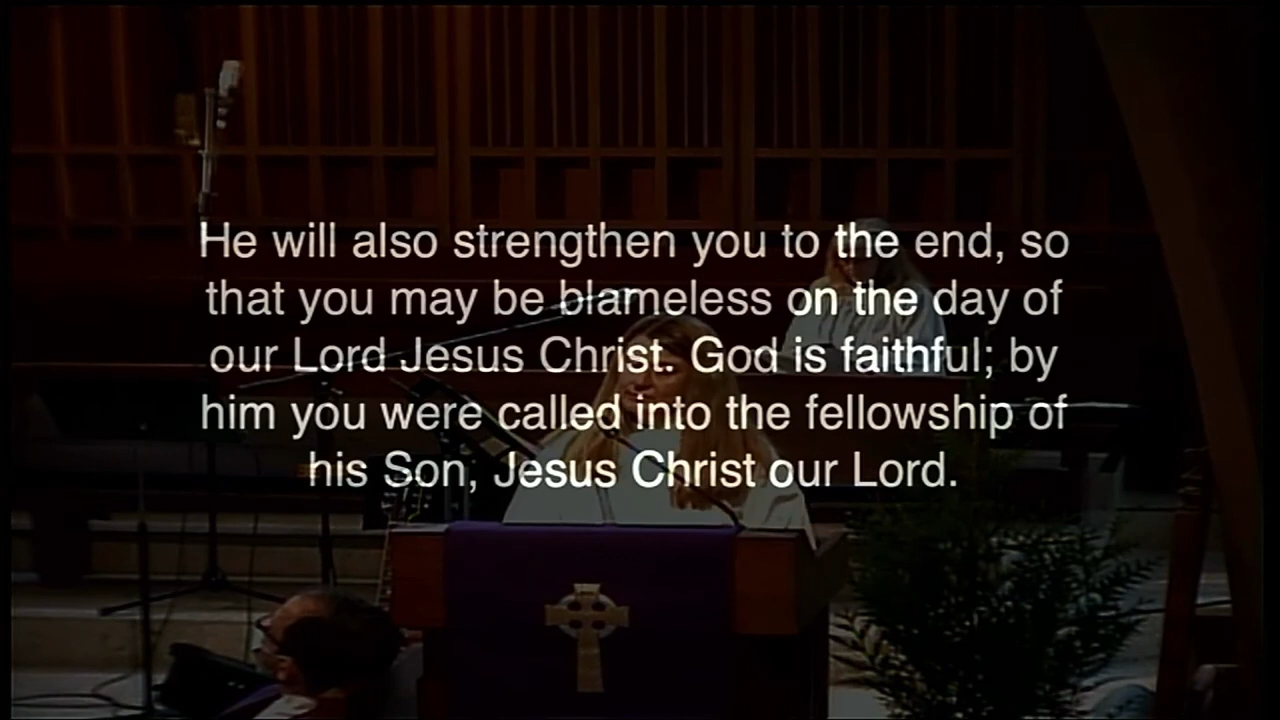 He will also strengthen you to the end, so
that you may be blameless on the day of
our Lord Jesus Christ. God is faithful; by
him you were called into the fellowship of
his Son, Jesus Christ our Lord.